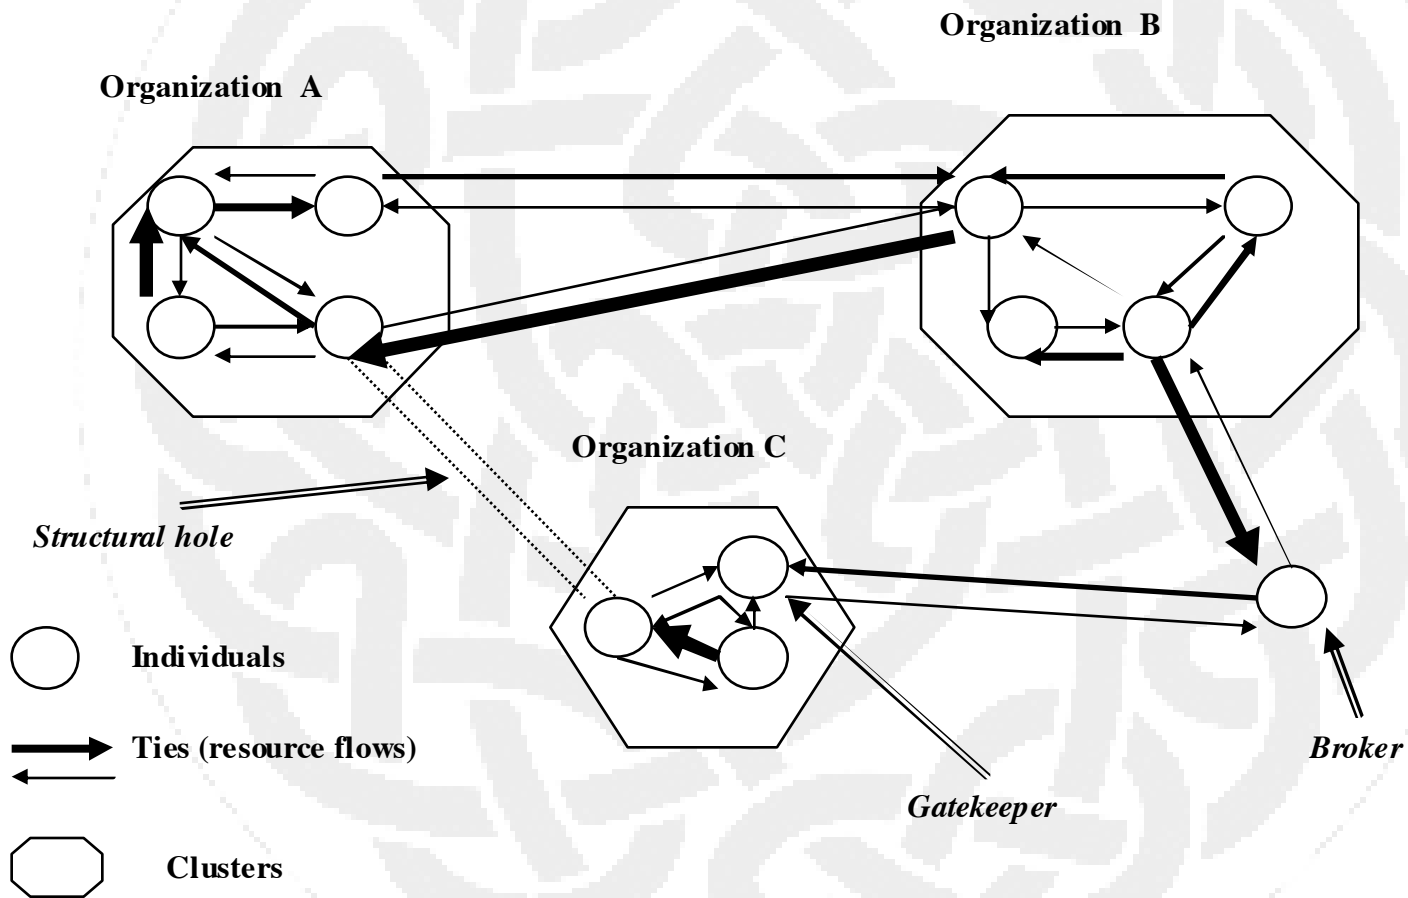 Organization B
Organization A
Organization C
Structural hole
Individuals
Ties (resource flows)
Broker
Gatekeeper
Clusters